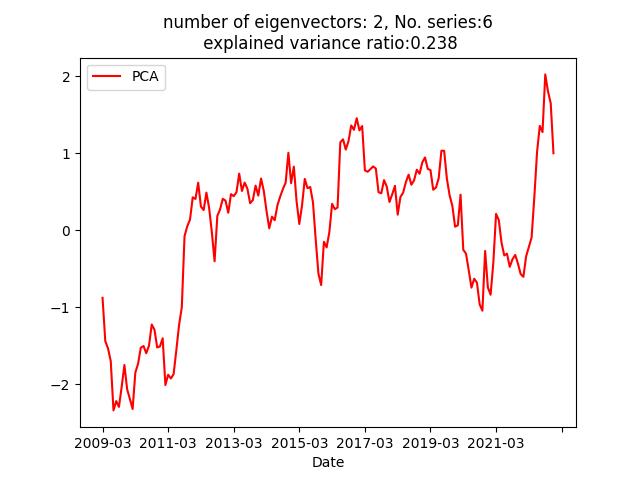 number of eigenvectors: 2, No. series:6
explained variance ratio:0.238
PCA
2
1
0
−1
−2
2009-03 2011-03 2013-03 2015-03 2017-03 2019-03 2021-03
Date